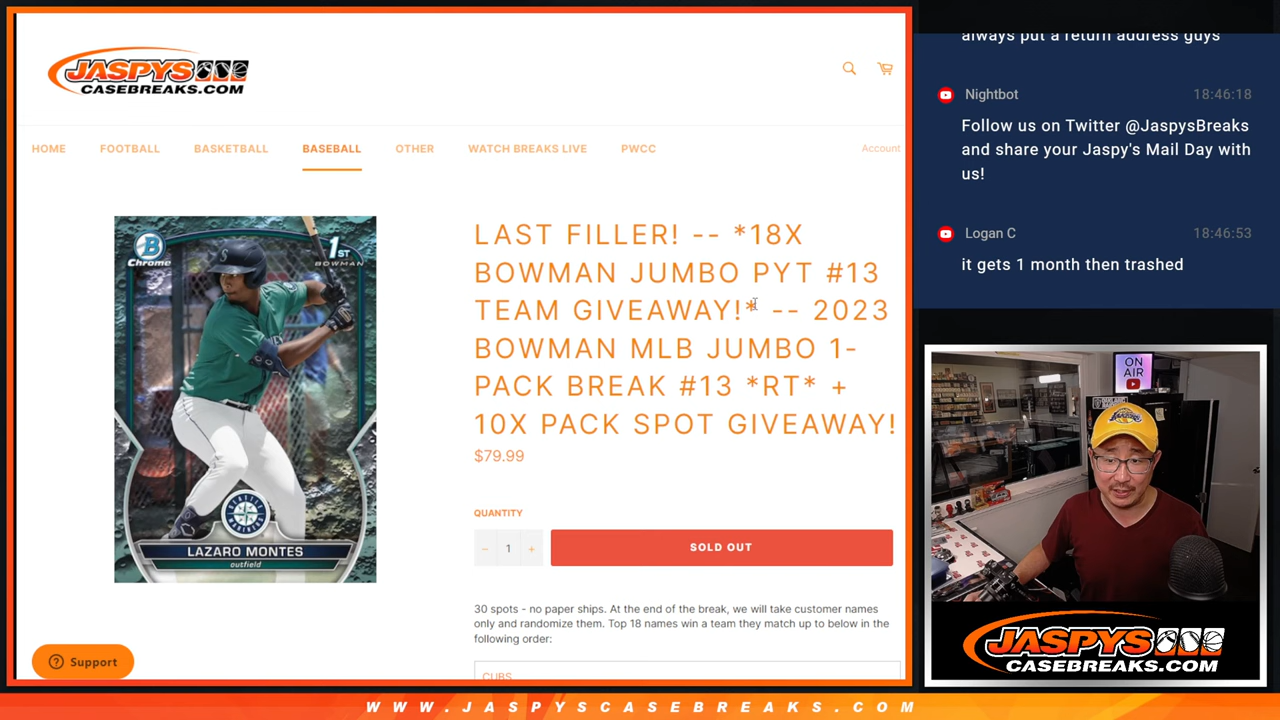 JASPYS
CASEBREAKS.COM
HOME
FOOTBALL
BASKETBALL
BASEBALL
OTHER
WATCH BREAKS LIVE
PWCC
Account
B
Chrome
1ST
BOWMAN
S
LAZARO MONTES
outfield
LAST FILLER! -- *18X
BOWMAN JUMBO PYT #13
TEAM GIVEAWAY!* -- 2023
BOWMAN MLB JUMBO 1-
PACK BREAK #13 *RT* +
10X PACK SPOT GIVEAWAY!
$79.99
QUANTITY
− 1 +
SOLD OUT
30 spots - no paper ships. At the end of the break, we will take customer names
only and randomize them. Top 18 names win a team they match up to below in the
following order:
CUBS
Support
always put a return address guys
Nightbot
18:46:18
Follow us on Twitter @JaspysBreaks
and share your Jaspy's Mail Day with
us!
Logan C
18:46:53
it gets 1 month then trashed
ON
AIR
JASPYS
CASEBREAKS.COM
WWW.JASPYSCASEBREAKS.COM